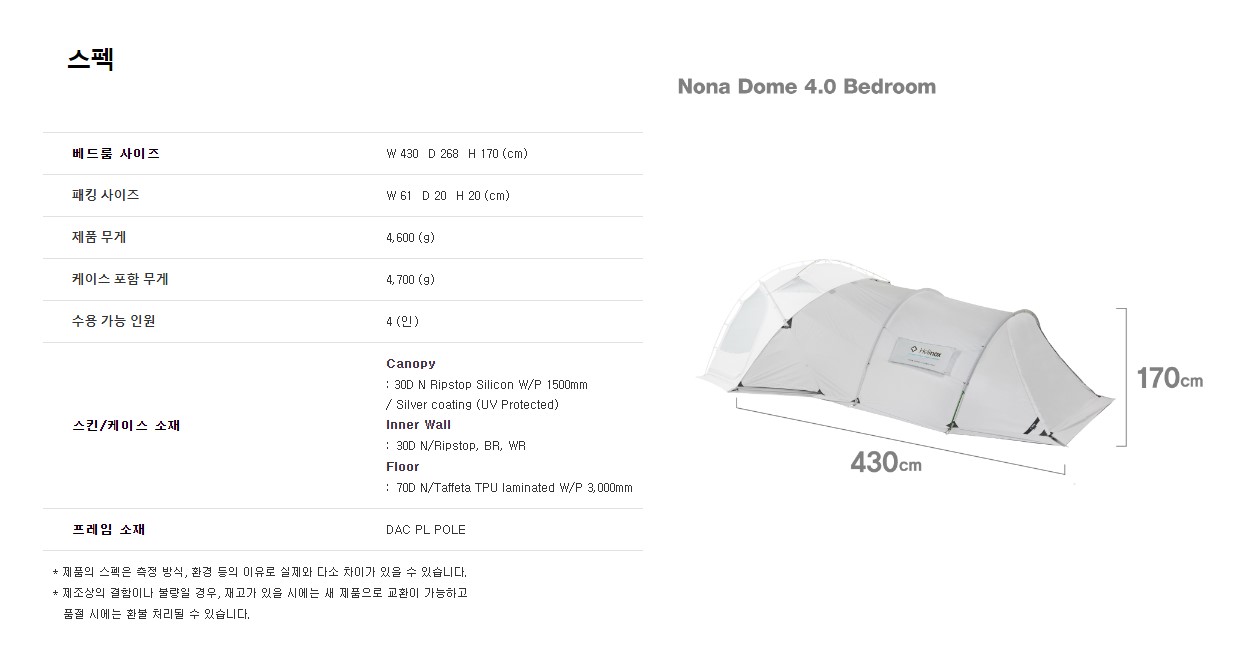 스펙
Nona Dome 4.0 Bedroom
베드룸 사이즈 W 430 D 268 H 170 (cm)
패킹 사이즈 W 61 D 20 H 20 (cm)
제품 무게 4,600 (g)
케이스 포함 무게 4,700 (g)
수용 가능 인원 4 (인)
스킨/케이스 소재
Canopy
: 30D N Ripstop Silicon W/P 1500mm
/ Silver coating (UV Protected)
Inner Wall
: 30D N/Ripstop, BR, WR
Floor
: 70D N/Taffeta TPU laminated W/P 3,000mm
프레임 소재 DAC PL POLE
* 제품의 스펙은 측정 방식, 환경 등의 이유로 실제와 다소 차이가 있을 수 있습니다.
* 제조상의 결함이나 불량일 경우, 재고가 있을 시에는 새 제품으로 교환이 가능하고
품절 시에는 환불 처리될 수 있습니다.
Helinox
170cm
430cm